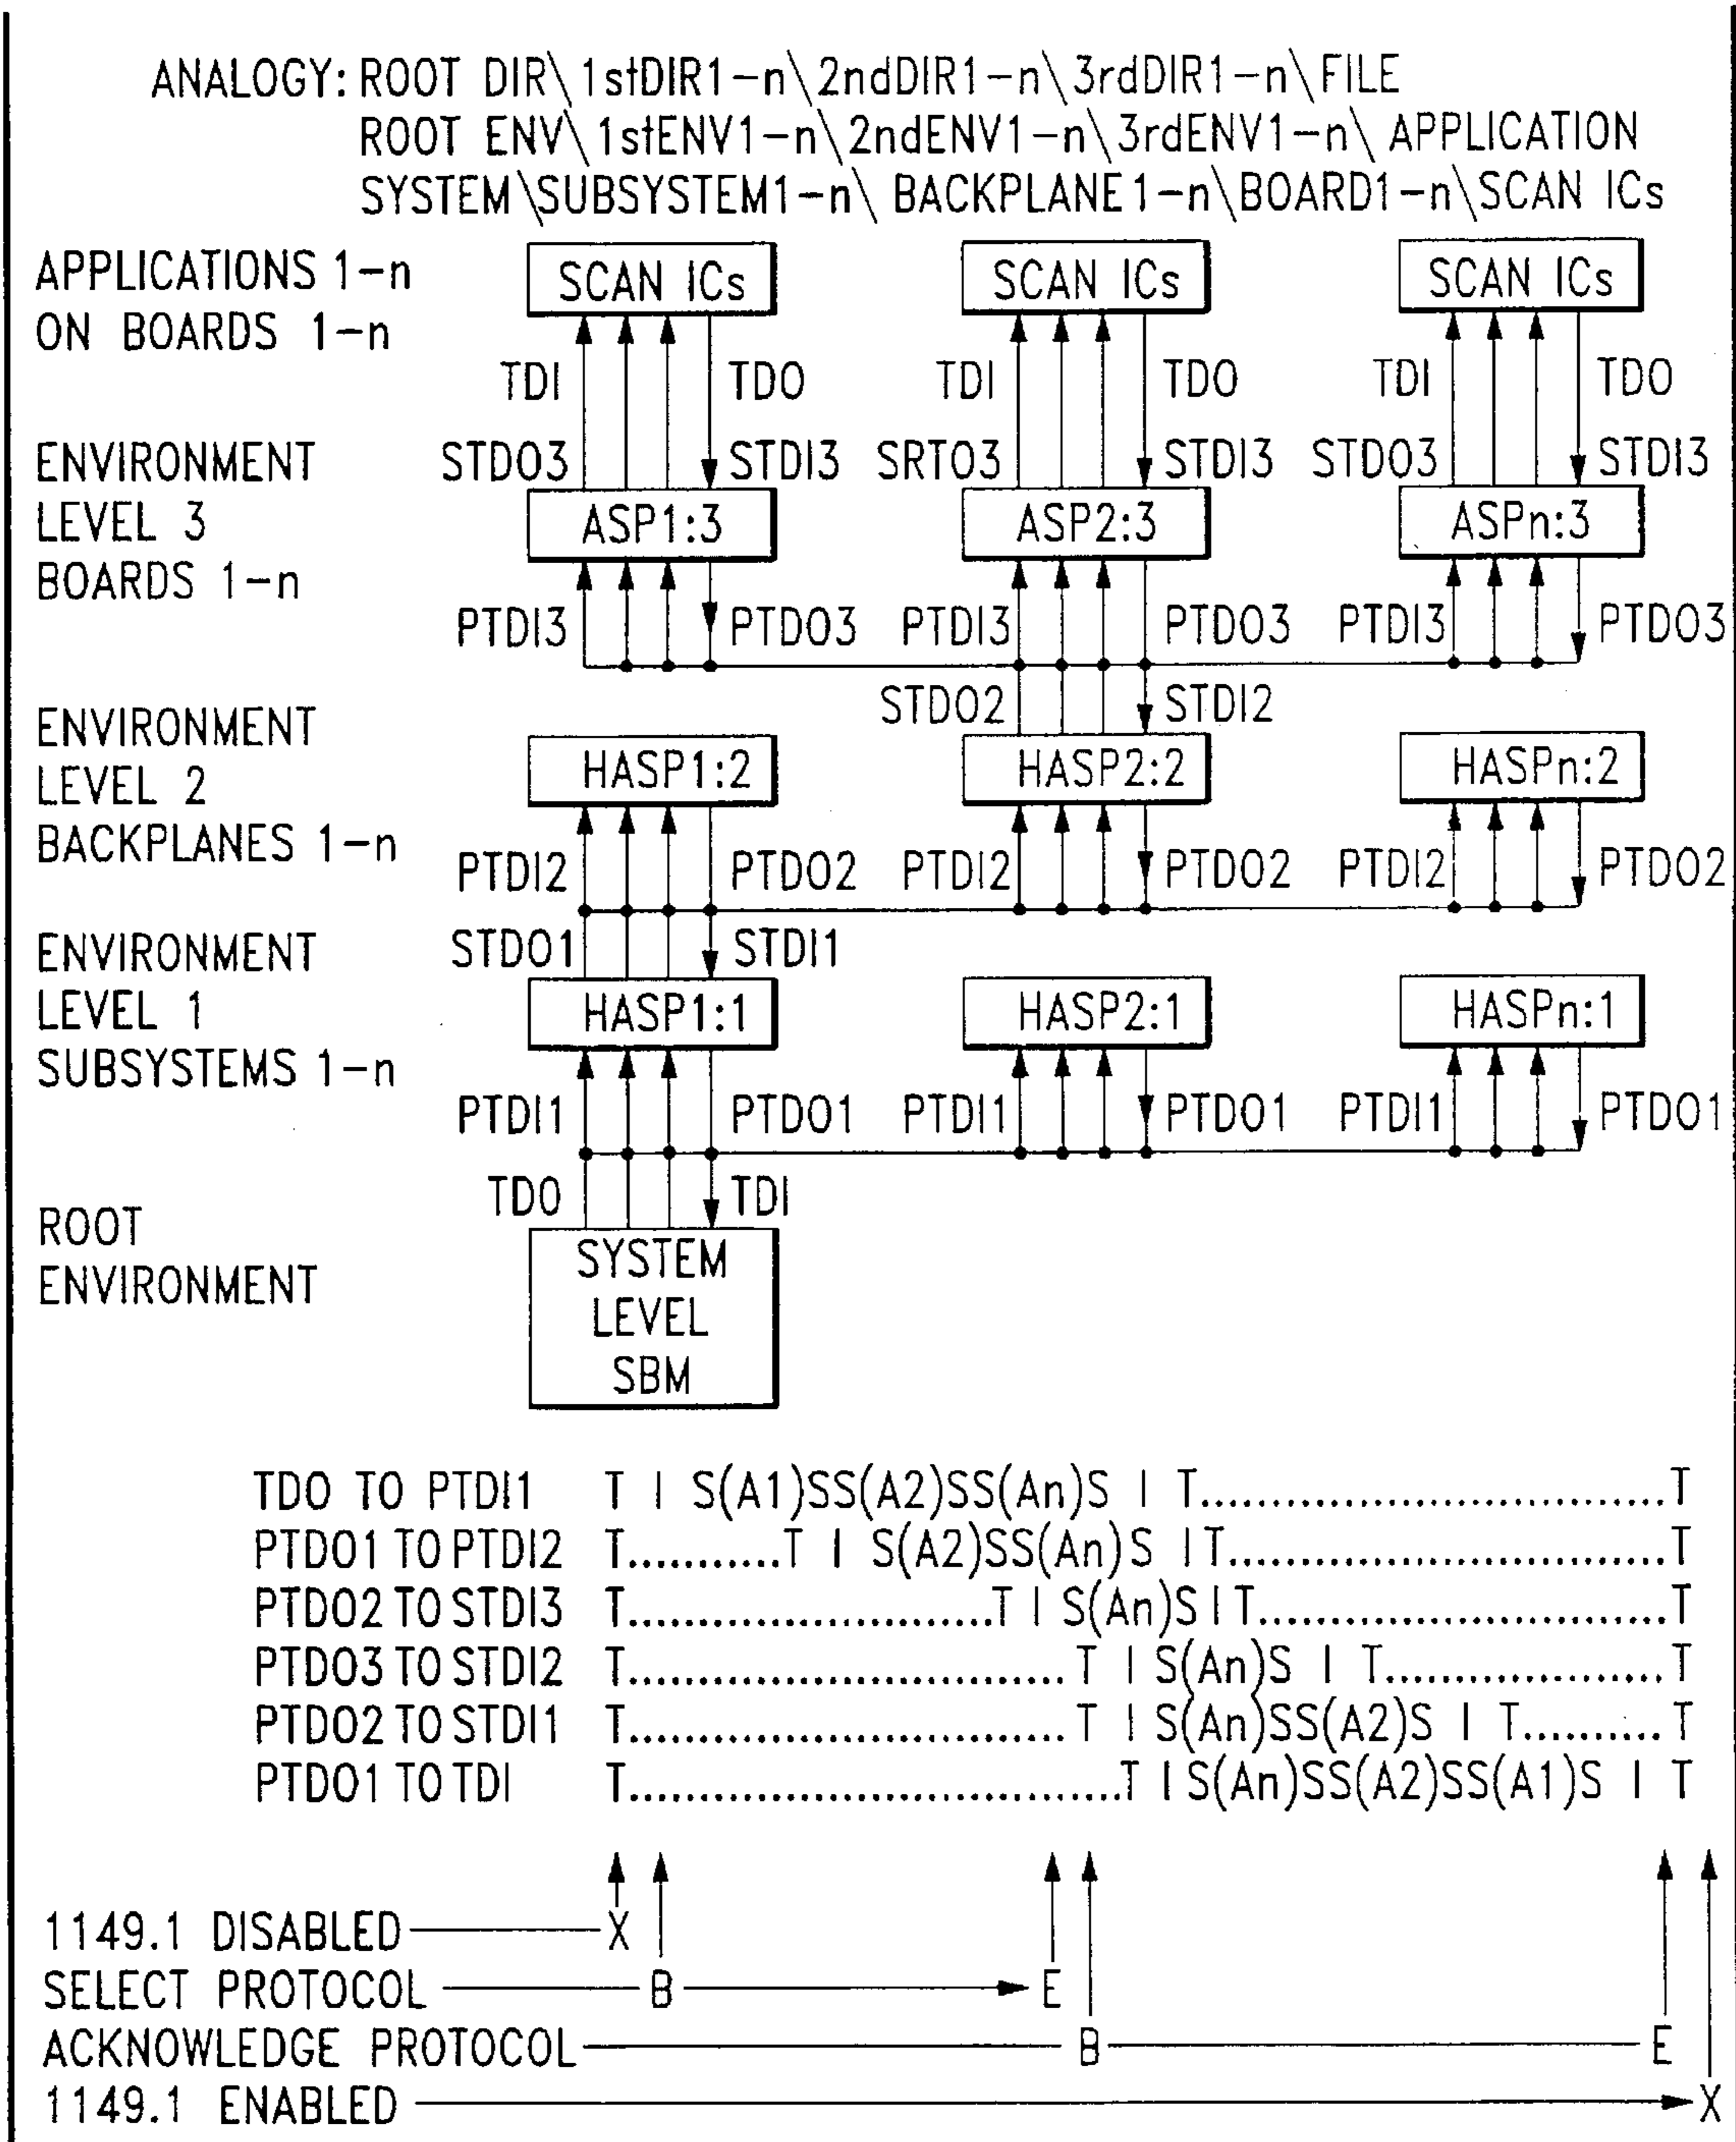 ANALOGY: ROOT DIR\1stDIR1-n\2ndDIR1-n\3rdDIR1-n\FILE
ROOT ENV\1stENV1-n\2ndENV1-n\3rdENV1-n\ APPLICATION
SYSTEM\SUBSYSTEM1-n\ BACKPLANE1-n\BOARD1-n\SCAN ICs
APPLICATIONS 1-n
ON BOARDS 1-n
SCAN ICs SCAN ICs SCAN ICs
TDI TDO TDI TDO TDI TDO
ENVIRONMENT
LEVEL 3
BOARDS 1-n
STDO3 STDI3 SRTO3 STDI3 STDO3 STDI3
ASP1:3 ASP2:3 ASPn:3
PTDI3 PTDO3 PTDI3 PTDO3 PTDI3 PTDO3
STDO2 STDI2
ENVIRONMENT
LEVEL 2
BACKPLANES 1-n
HASP1:2 HASP2:2 HASPn:2
PTDI2 PTDO2 PTDI2 PTDO2 PTDI2 PTDO2
ENVIRONMENT
LEVEL 1
SUBSYSTEMS 1-n
STDO1 STDI1
HASP1:1 HASP2:1 HASPn:1
PTDI1 PTDO1 PTDI1 PTDO1 PTDI1 PTDO1
TDO TDI
ROOT
ENVIRONMENT
SYSTEM
LEVEL
SBM
TDO TO PTDI1 T I S(A1)SS(A2)SS(An)S I T.................................T
PTDO1 TO PTDI2 T...........T I S(A2)SS(An)S IT...............................T
PTDO2 TO STDI3 T..........................T I S(An)S I T.............................T
PTDO3 TO STDI2 T............................... T I S(An)S I T.................... T
PTDO2 TO STDI1 T............................... T I S(An)SS(A2)S I T.......... T
PTDO1 TO TDI T...................................T I S(An)SS(A2)SS(A1)S I T
1149.1 DISABLED X
SELECT PROTOCOL B E
ACKNOWLEDGE PROTOCOL B E
1149.1 ENABLED X